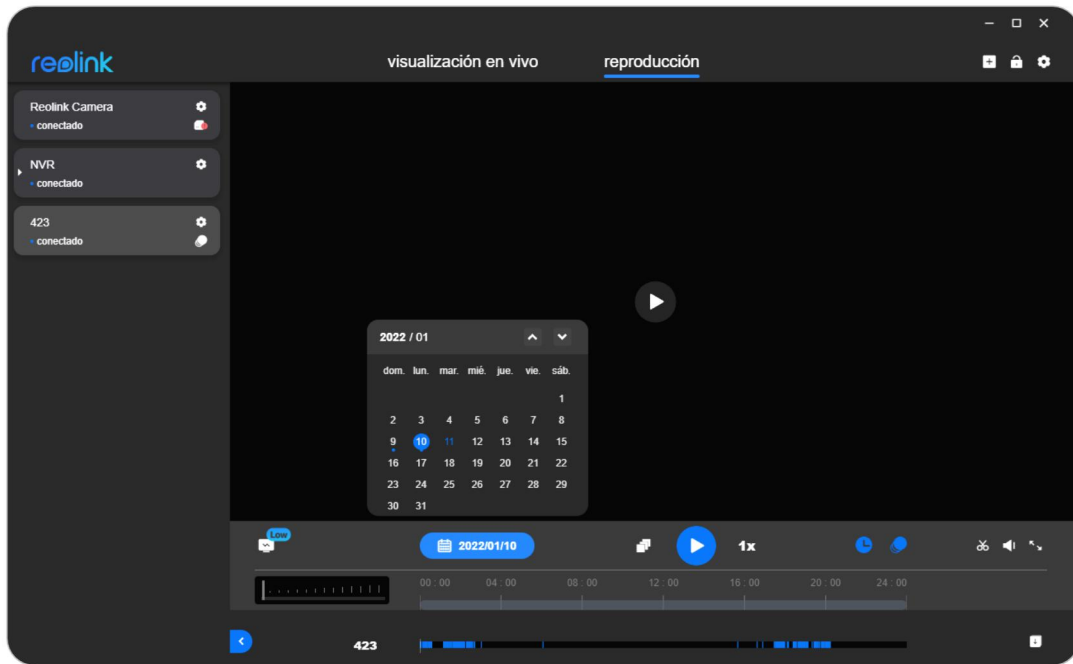 reolink
visualización en vivo
reproducción
Reolink Camera
conectado
NVR
conectado
423
conectado
2022 / 01
dom. lun. mar. mié. jue. vie. sáb.
1
2 3 4 5 6 7 8
9 10 11 12 13 14 15
16 17 18 19 20 21 22
23 24 25 26 27 28 29
30 31
Low
2022/01/10
1x
00 : 00 04 : 00 08 : 00 12 : 00 16 : 00 20 : 00 24 : 00
423